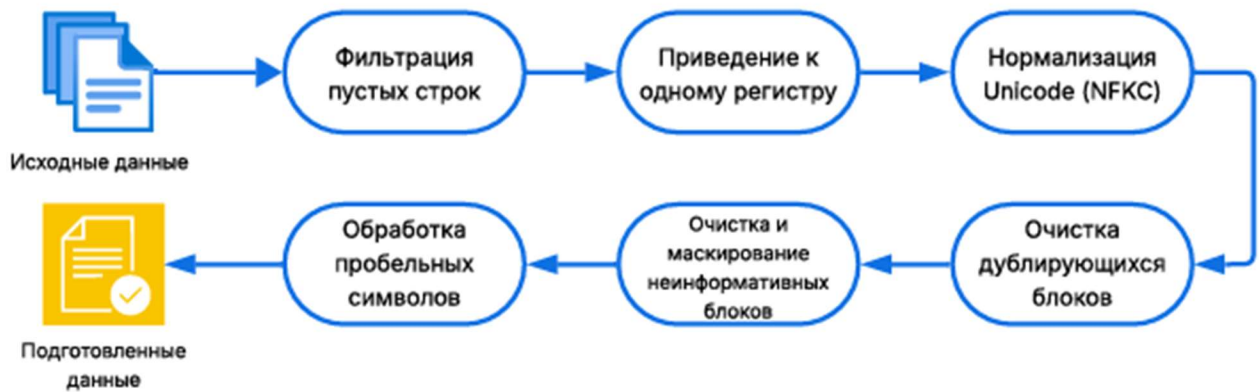 Исходные данные
Фильтрация
пустых строк
Приведение к
одному регистру
Нормализация
Unicode (NFKC)
Очистка
дублирующихся
блоков
Очистка и
маскирование
неинформативных
блоков
Обработка
пробельных
символов
Подготовленные
данные